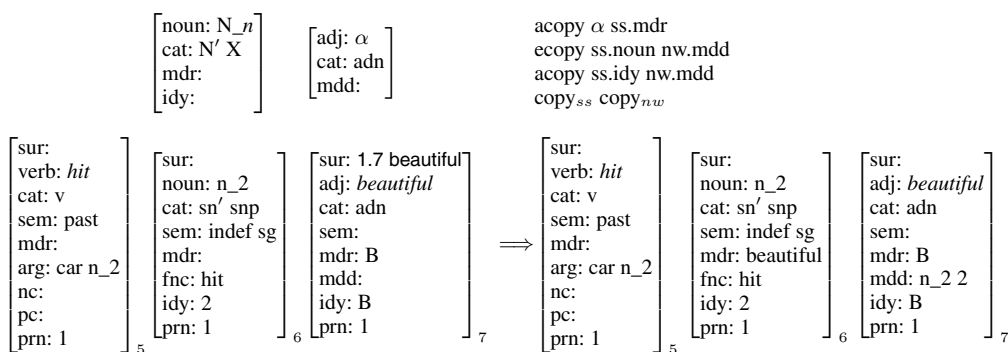 noun: N_n
cat: N′ X
mdr:
idy:
adj: α
cat: adn
mdd:
acopy α ss.mdr
ecopy ss.noun nw.mdd
acopy ss.idy nw.mdd
copyss copynw
sur:
verb: hit
cat: v
sem: past
mdr:
arg: car n_2
nc:
pc:
prn: 1
5
sur:
noun: n_2
cat: sn′ snp
sem: indef sg
mdr:
fnc: hit
idy: 2
prn: 1
6
sur: 1.7 beautiful
adj: beautiful
cat: adn
sem:
mdr: B
mdd:
idy: B
prn: 1
7
⟹
sur:
verb: hit
cat: v
sem: past
mdr:
arg: car n_2
nc:
pc:
prn: 1
5
sur:
noun: n_2
cat: sn′ snp
sem: indef sg
mdr: beautiful
fnc: hit
idy: 2
prn: 1
6
sur:
adj: beautiful
cat: adn
sem:
mdr: B
mdd: n_2 2
idy: B
prn: 1
7